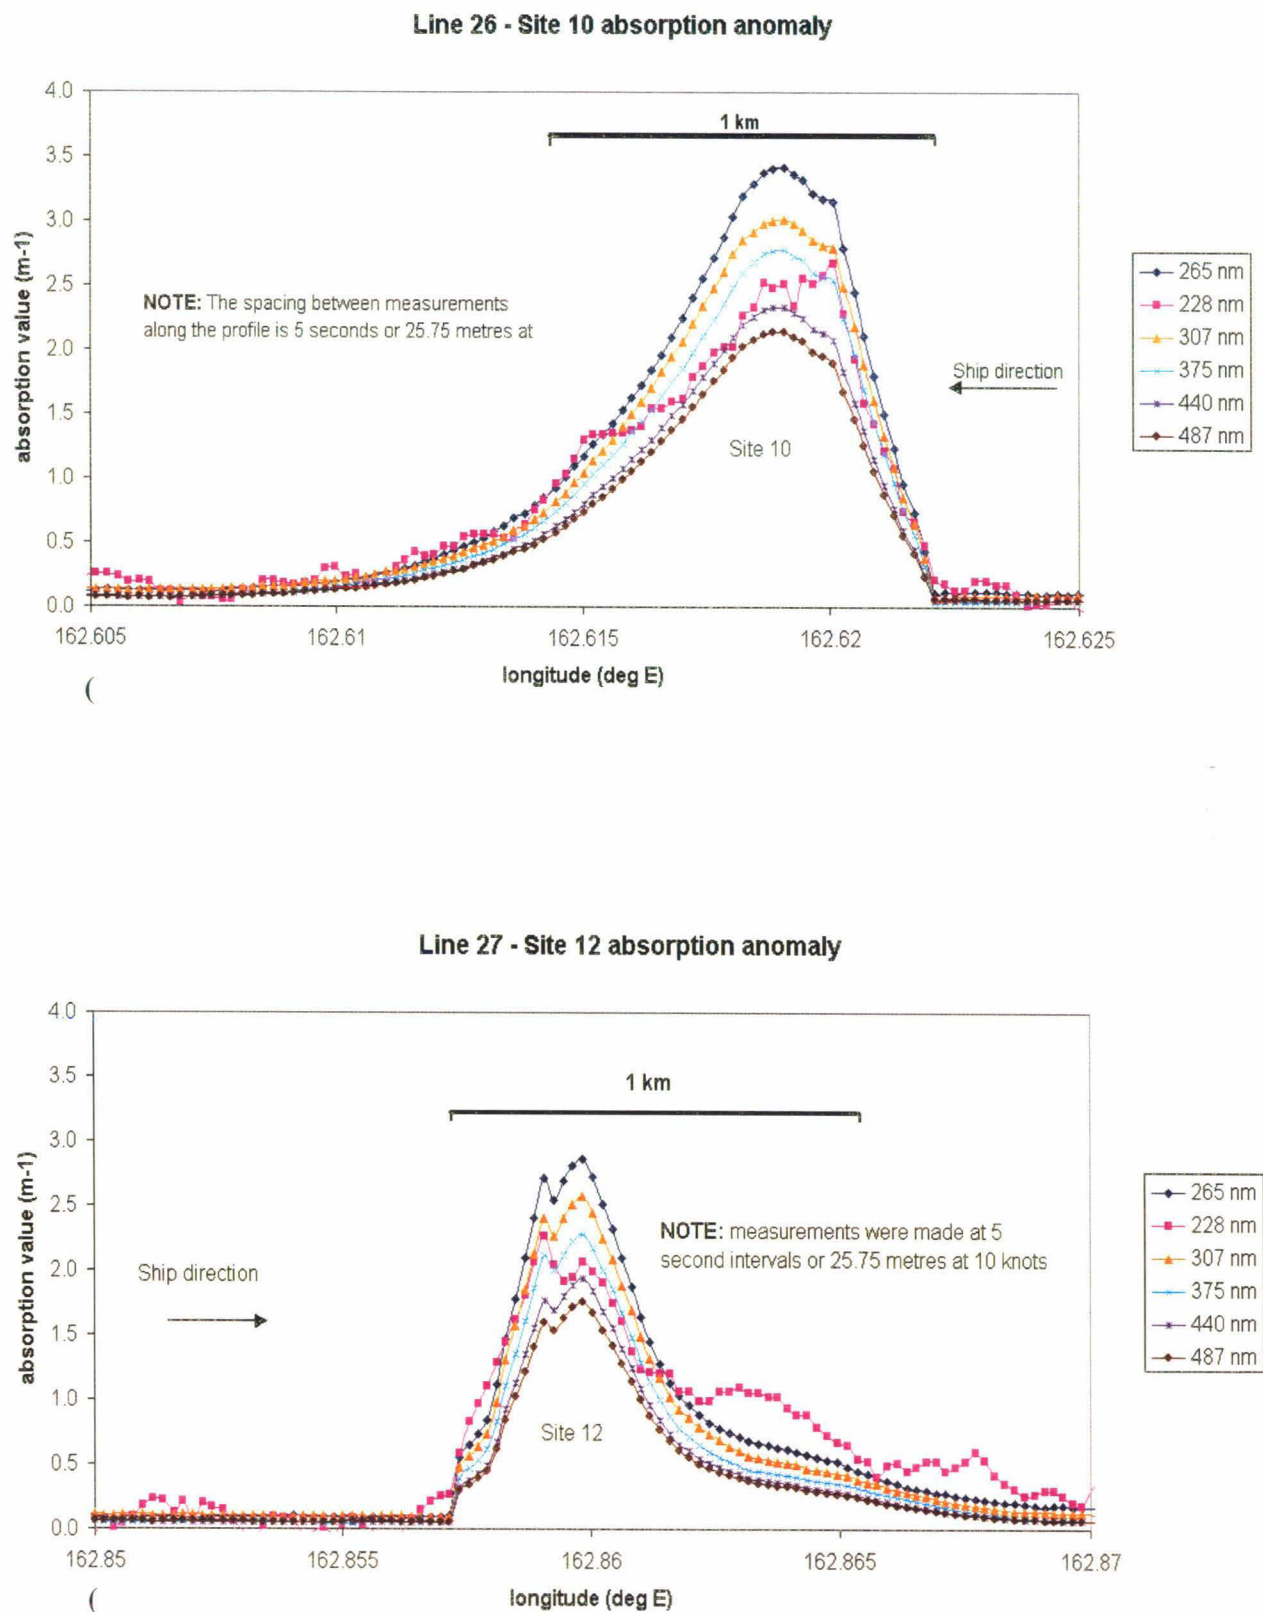 Line 26 - Site 10 absorption anomaly
4.0
3.5
3.0
2.5
2.0
1.5
1.0
0.5
0.0
absorption value (m-1)
1 km
NOTE: The spacing between measurements
along the profile is 5 seconds or 25.75 metres at
Ship direction
Site 10
265 nm
228 nm
307 nm
375 nm
440 nm
487 nm
162.605
162.61
162.615
162.62
162.625
longitude (deg E)
(
Line 27 - Site 12 absorption anomaly
4.0
3.5
3.0
2.5
2.0
1.5
1.0
0.5
0.0
absorption value (m-1)
1 km
NOTE: measurements were made at 5
second intervals or 25.75 metres at 10 knots
Ship direction
Site 12
265 nm
228 nm
307 nm
375 nm
440 nm
487 nm
162.85
162.855
162.86
162.865
162.87
longitude (deg E)
(